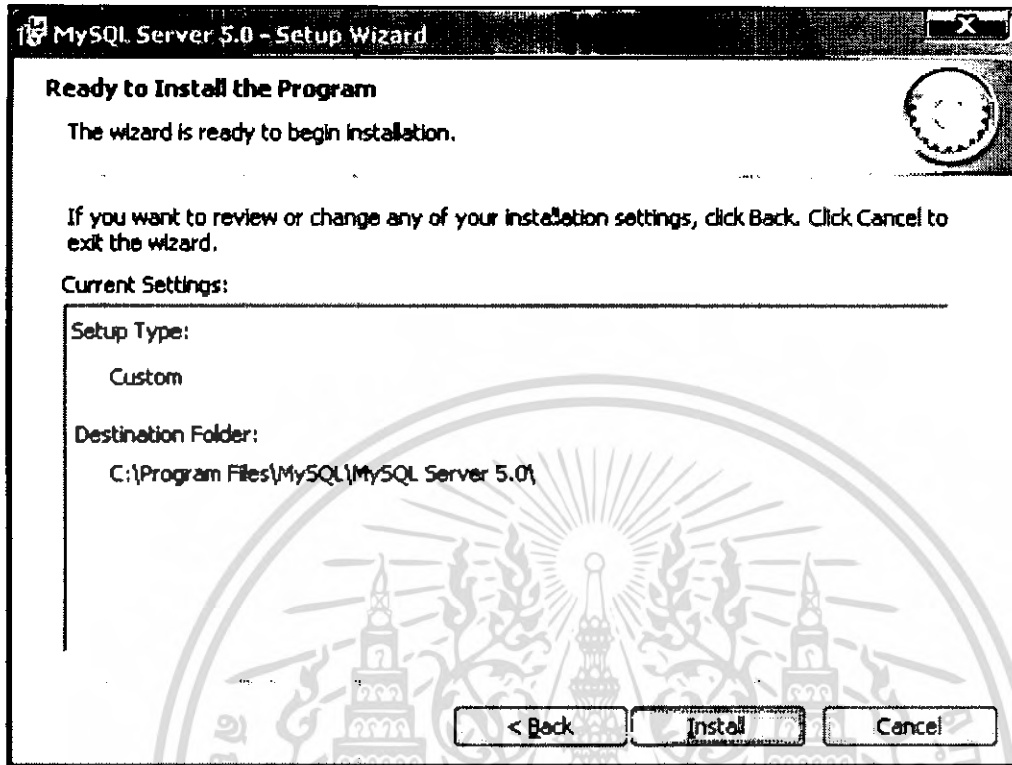 MySQL Server 5.0 - Setup Wizard
Ready to Install the Program
The wizard is ready to begin installation.
If you want to review or change any of your installation settings, click Back. Click Cancel to
exit the wizard.
Current Settings:
Setup Type:
Custom
Destination Folder:
C:\Program Files\MySQL\MySQL Server 5.0\
< Back
Install
Cancel